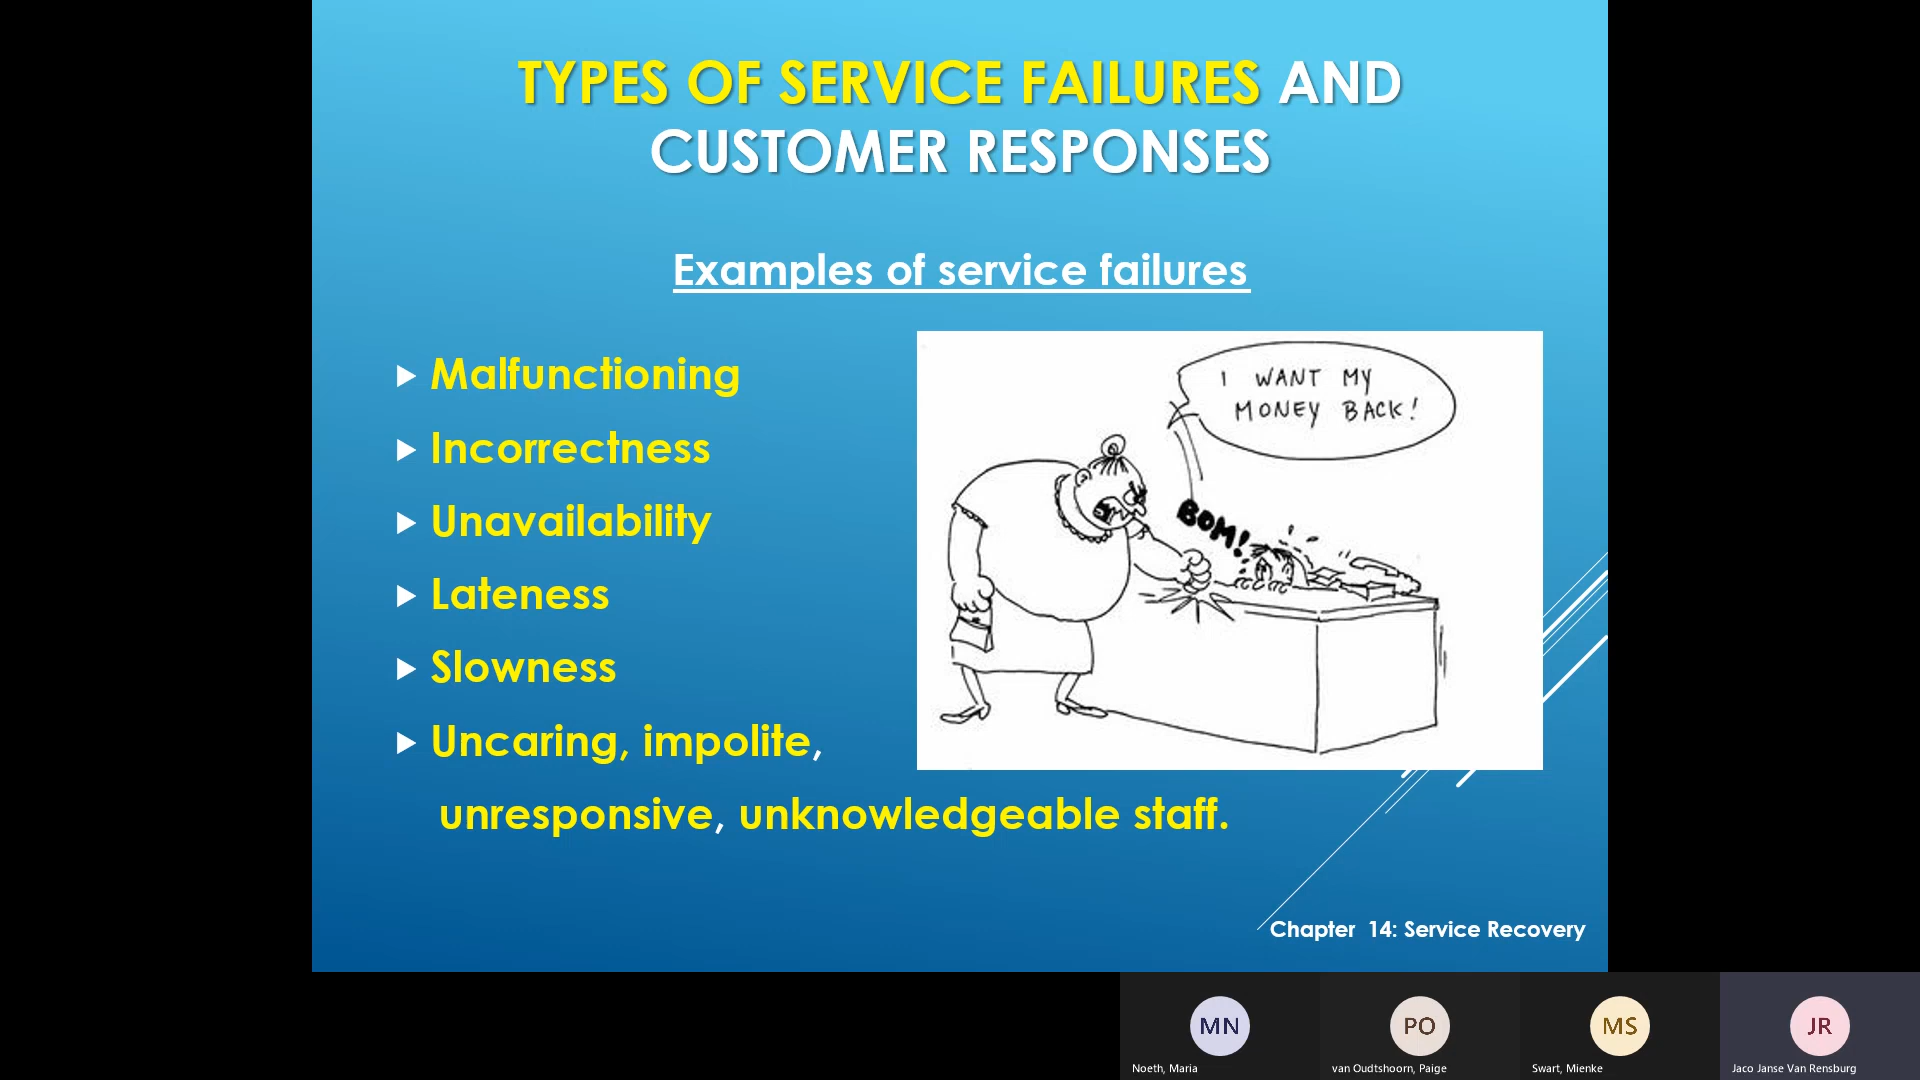 TYPES OF SERVICE FAILURES AND
CUSTOMER RESPONSES
Examples of service failures
Malfunctioning
Incorrectness
Unavailability
Lateness
Slowness
Uncaring, impolite,
unresponsive, unknowledgeable staff.
I WANT MY
MONEY BACK!
BOM!
Chapter 14: Service Recovery
MN
PO
MS
JR
Noeth, Maria
van Oudtshoorn, Paige
Swart, Mienke
Jaco Janse Van Rensburg